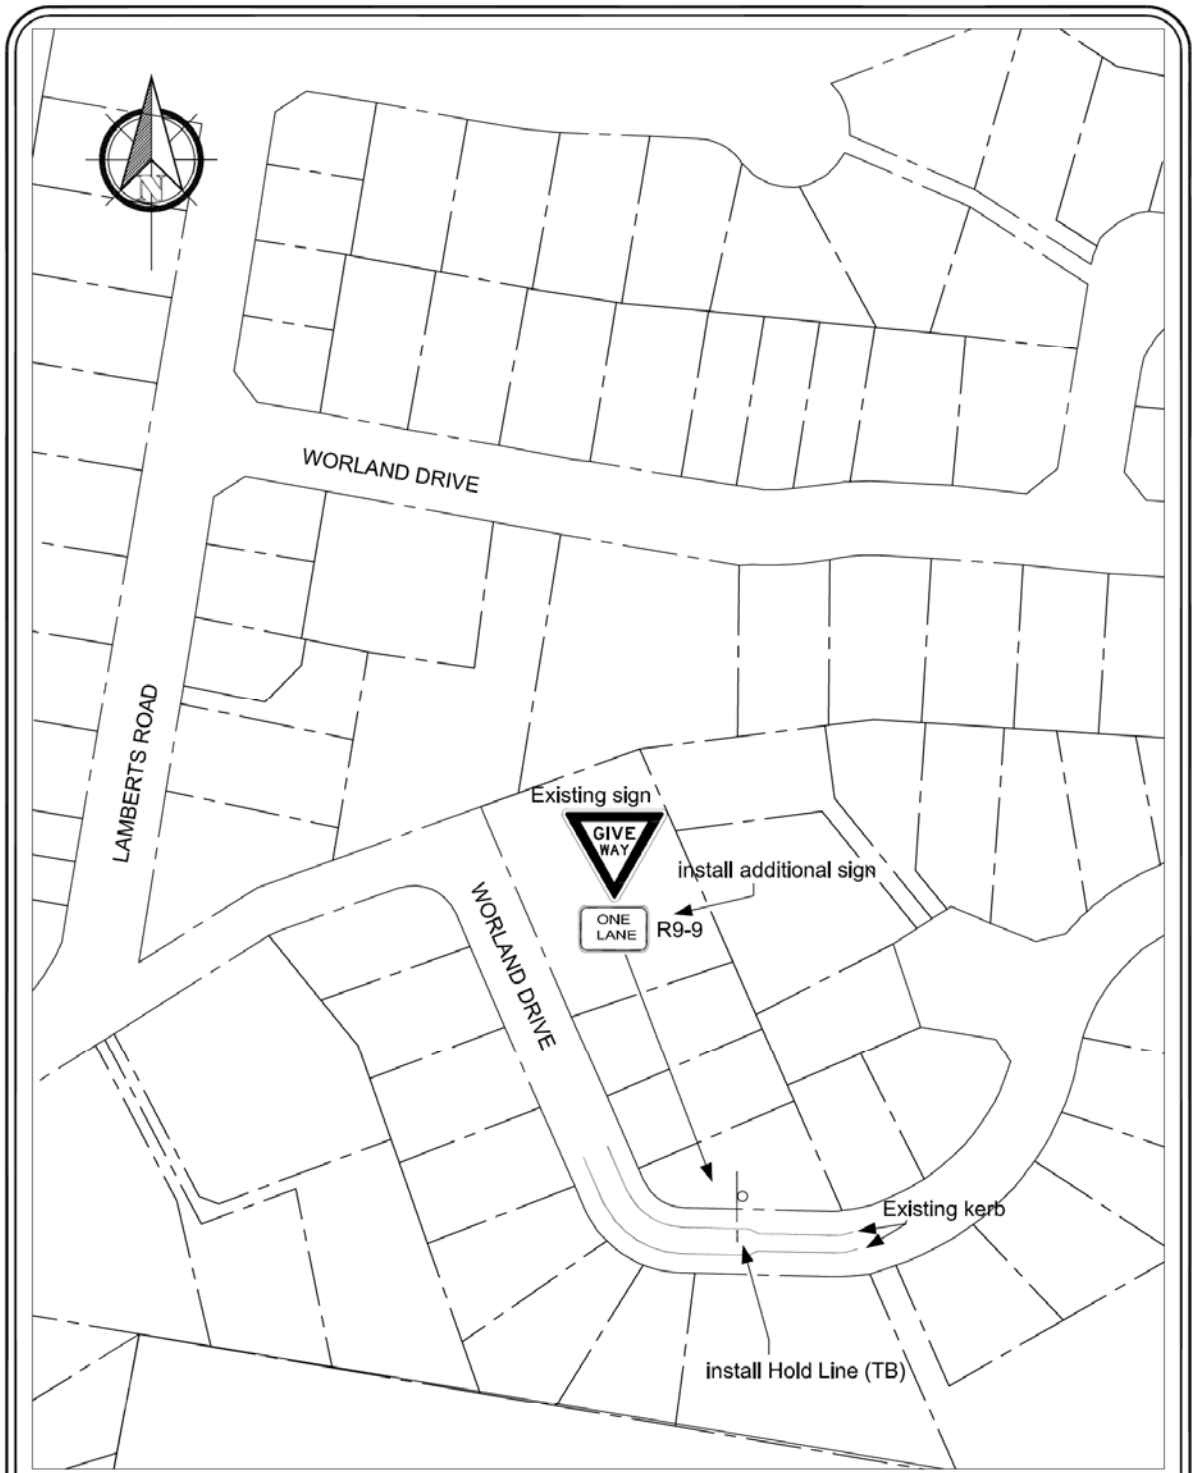 N
WORLAND DRIVE
LAMBERTS ROAD
Existing sign
GIVE
WAY
install additional sign
ONE
LANE
R9-9
WORLAND DRIVE
Existing kerb
install Hold Line (TB)